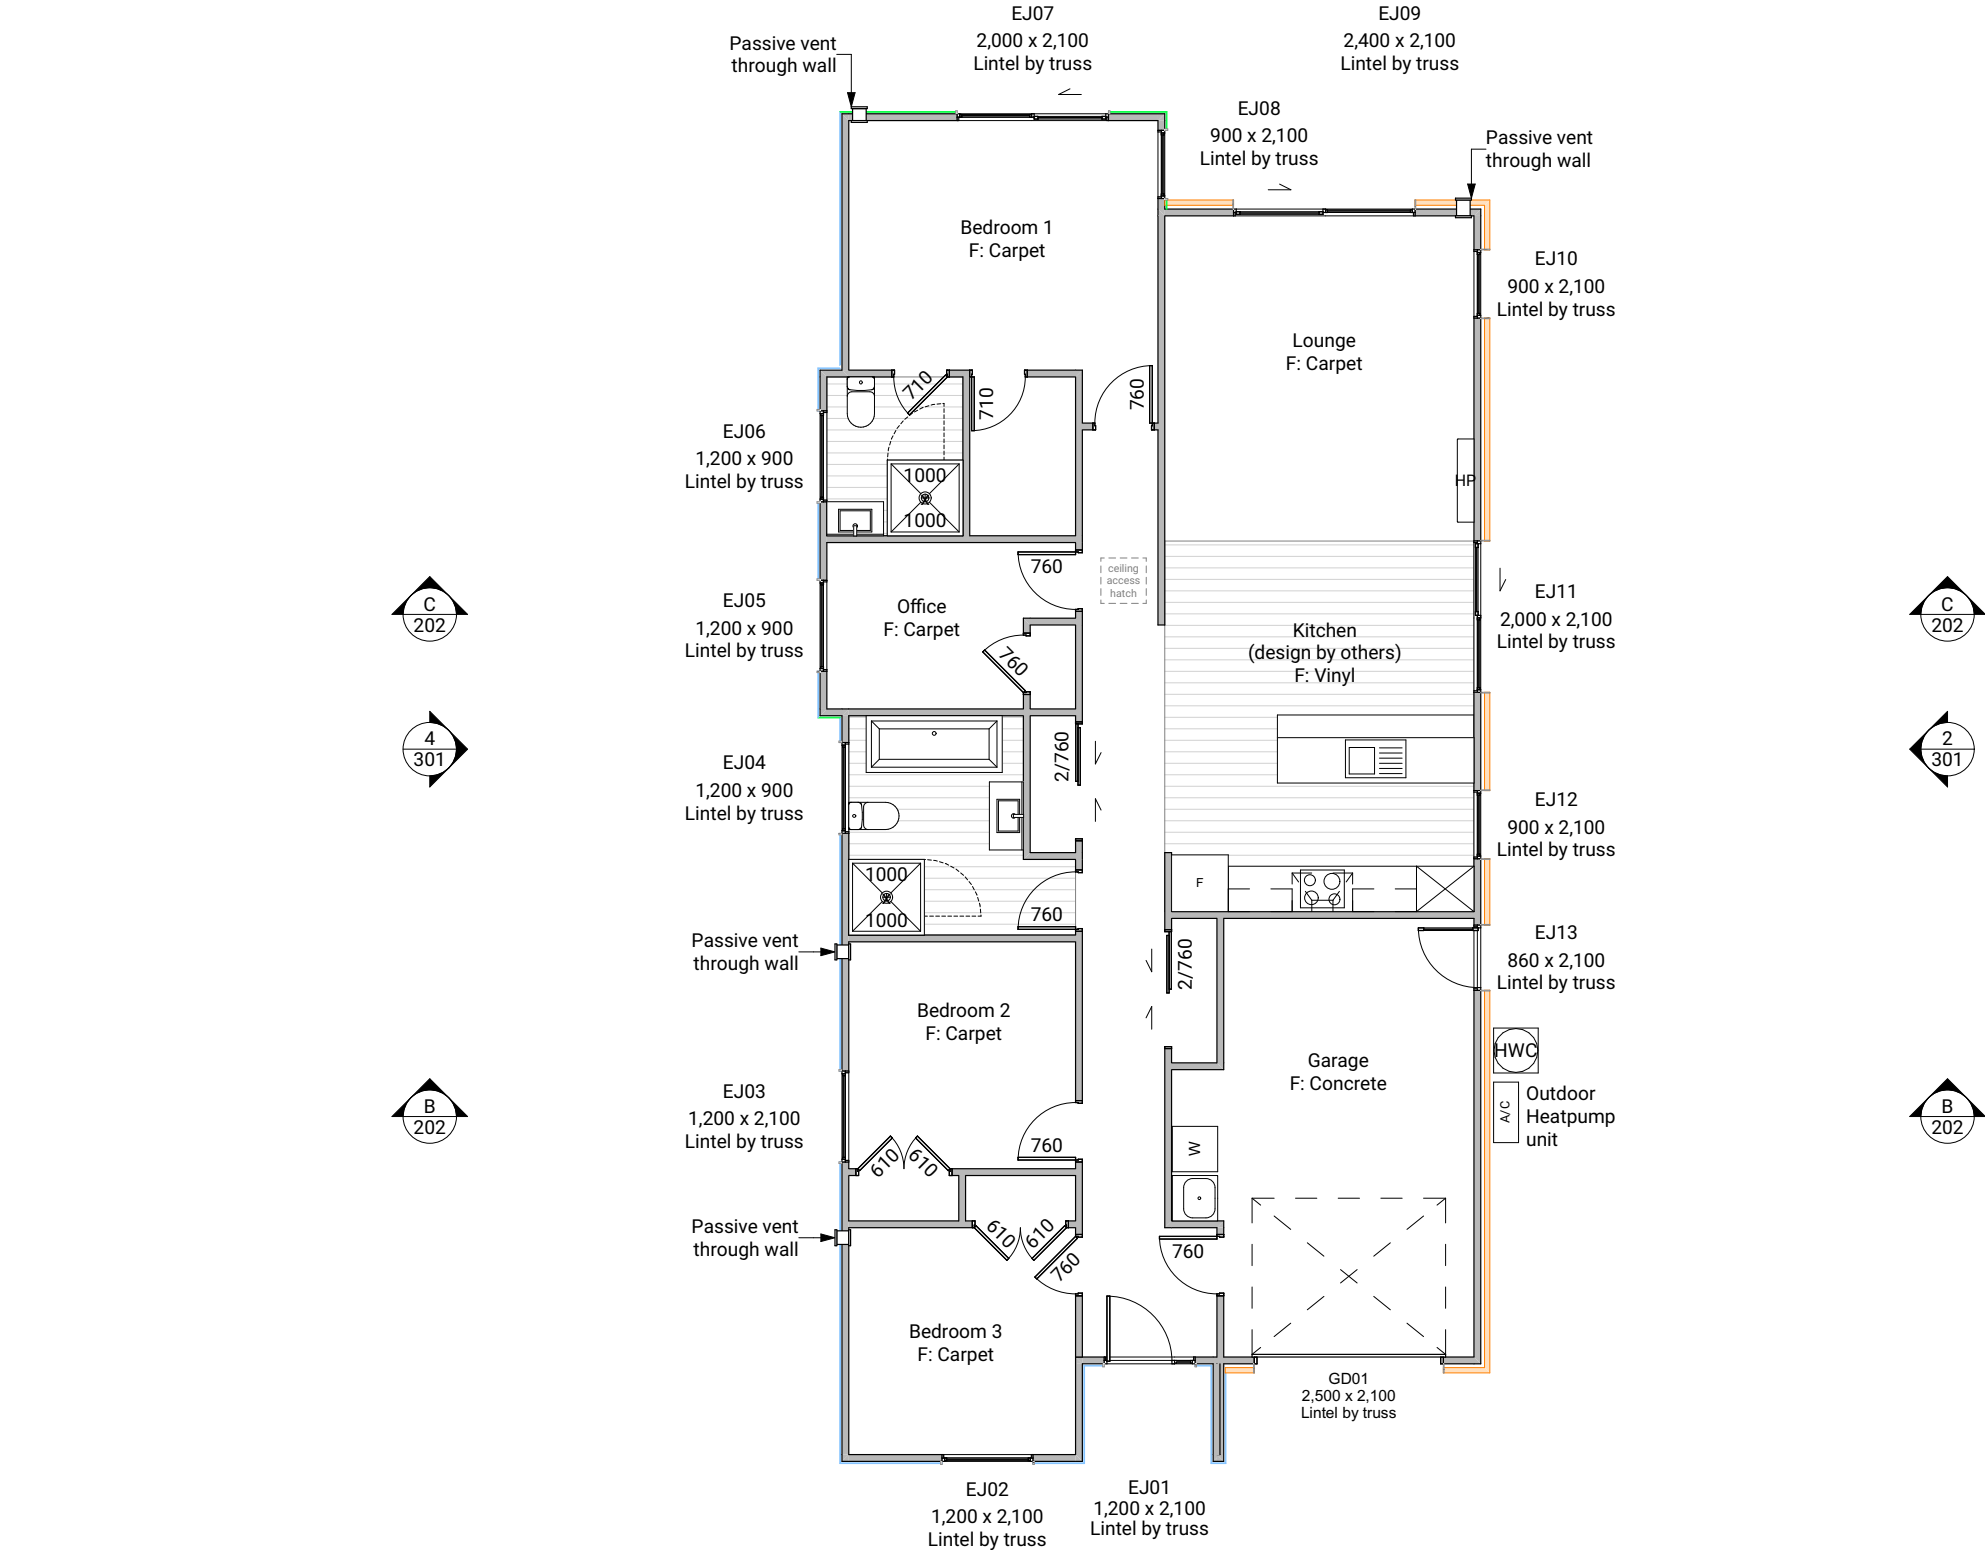 EJ07
2,000 x 2,100
Lintel by truss
EJ09
2,400 x 2,100
Lintel by truss
Passive vent
through wall
EJ08
900 x 2,100
Lintel by truss
Passive vent
through wall
Bedroom 1
F: Carpet
EJ10
900 x 2,100
Lintel by truss
Lounge
F: Carpet
710
710
760
EJ06
1,200 x 900
Lintel by truss
1000
1000
HP
760
ceiling
access
hatch
C
202
EJ05
1,200 x 900
Lintel by truss
Office
F: Carpet
760
Kitchen
(design by others)
F: Vinyl
EJ11
2,000 x 2,100
Lintel by truss
C
202
4
301
EJ04
1,200 x 900
Lintel by truss
2/760
2
301
EJ12
900 x 2,100
Lintel by truss
1000
1000
760
F
Passive vent
through wall
2/760
EJ13
860 x 2,100
Lintel by truss
Bedroom 2
F: Carpet
Garage
F: Concrete
HWC
A/C
Outdoor
Heatpump
unit
B
202
EJ03
1,200 x 2,100
Lintel by truss
610
610
760
W
B
202
Passive vent
through wall
610
610
760
760
Bedroom 3
F: Carpet
GD01
2,500 x 2,100
Lintel by truss
EJ02
1,200 x 2,100
Lintel by truss
EJ01
1,200 x 2,100
Lintel by truss